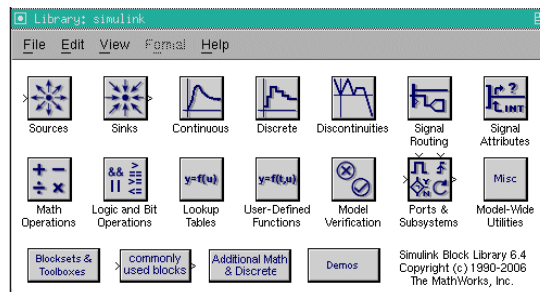 Library: simulink
File Edit View Format Help
Sources Sinks Continuous Discrete Discontinuities Signal Routing Signal Attributes
&& || >= <=
y=f(u)
y=f(t,u)
? t.INT
Misc
Math Operations Logic and Bit Operations Lookup Tables User-Defined Functions Model Verification Ports & Subsystems Model-Wide Utilities
Blocksets & Toolboxes
commonly used blocks
Additional Math & Discrete
Demos
Simulink Block Library 6.4
Copyright (c) 1990-2006
The MathWorks, Inc.